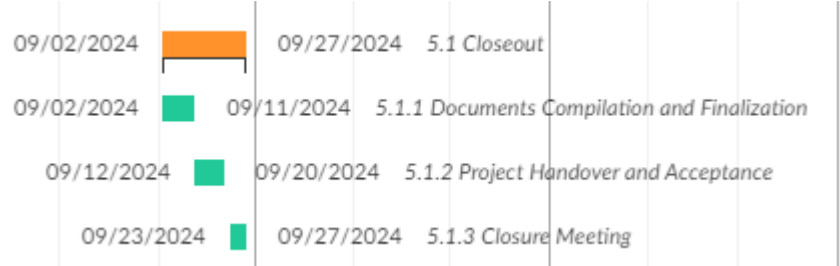 09/02/2024 09/27/2024 5.1 Closeout
09/02/2024 09/11/2024 5.1.1 Documents Compilation and Finalization
09/12/2024 09/20/2024 5.1.2 Project Handover and Acceptance
09/23/2024 09/27/2024 5.1.3 Closure Meeting